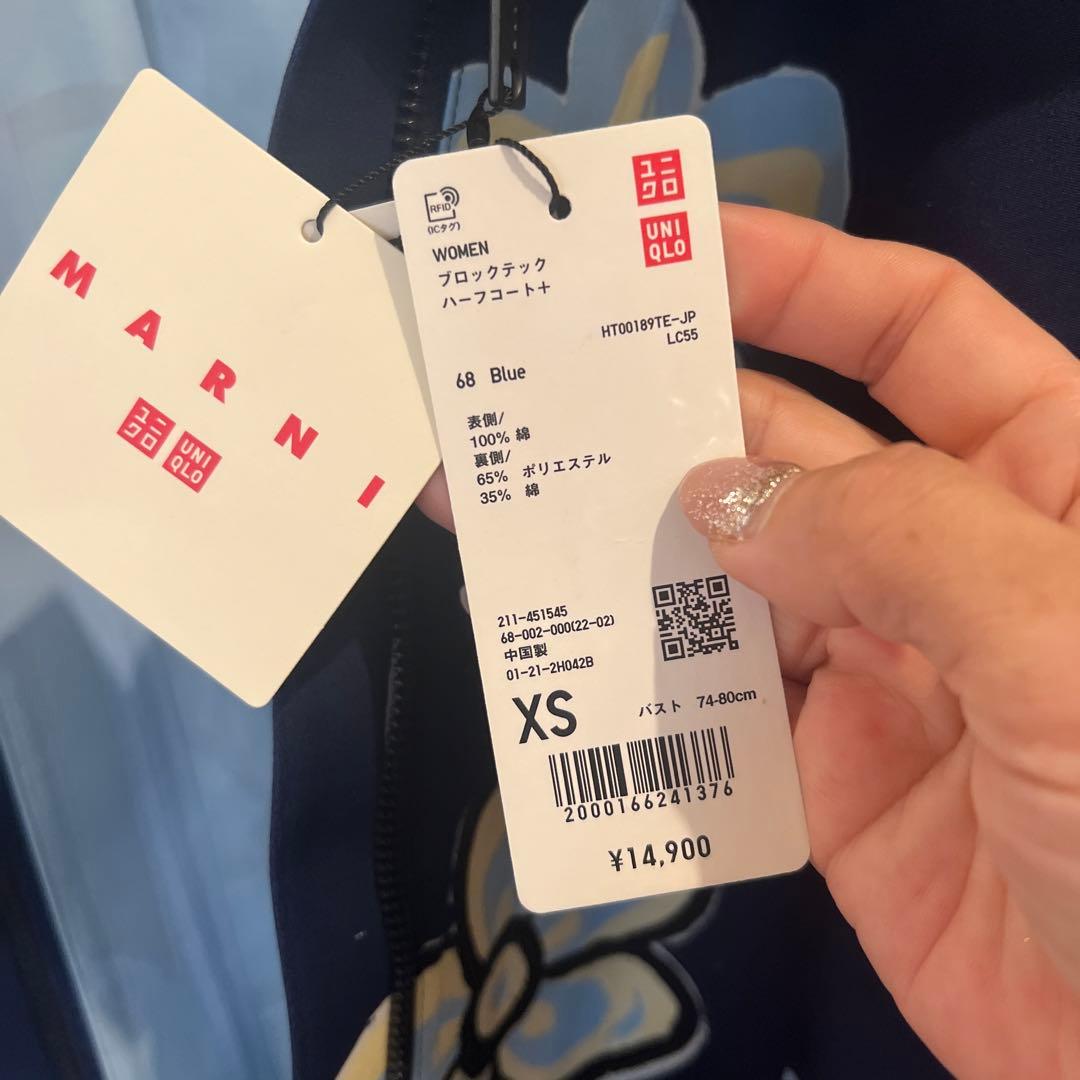 MARNI
ユニ
クロ
UNI
QLO
RFID
(ICタグ)
ユニ
クロ
UNI
QLO
WOMEN
ブロックテック
ハーフコート+
HT00189TE-JP
LC55
68 Blue
表側/
100% 綿
裏側/
65% ポリエステル
35% 綿
211-451545
68-002-000(22-02)
中国製
01-21-2H042B
XS バスト 74-80cm
2000166241376
¥14,900